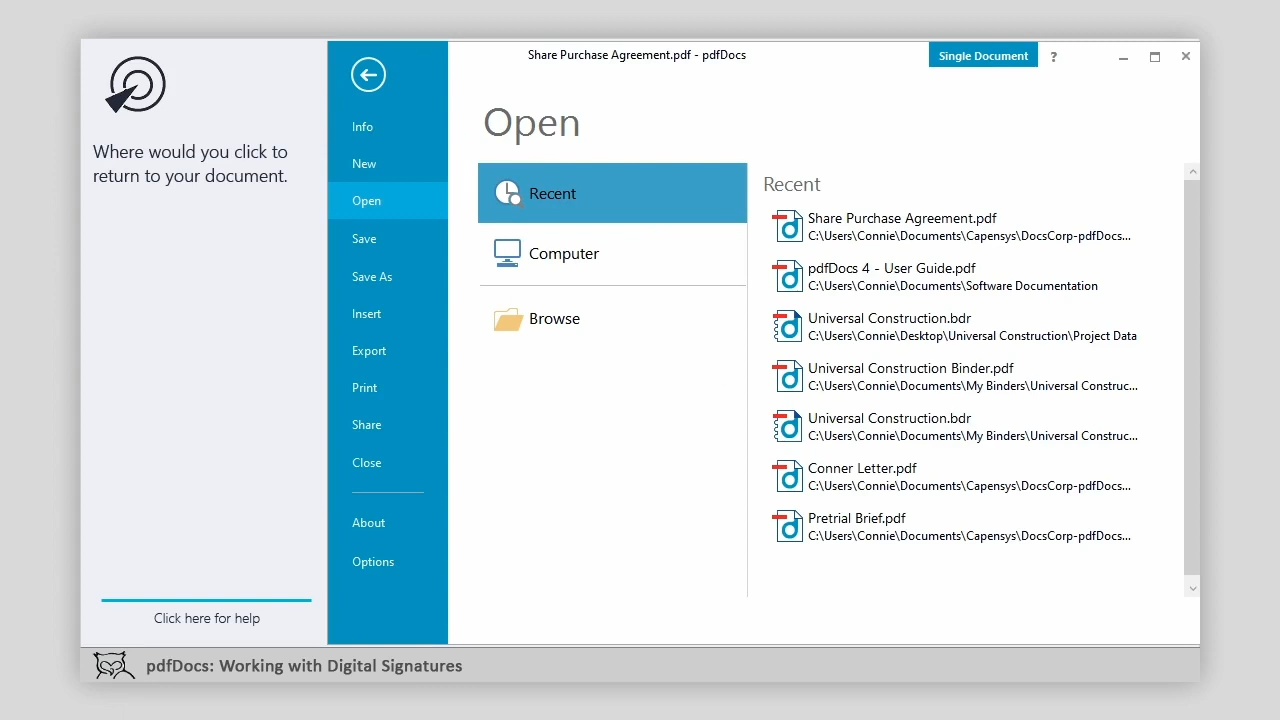 Where would you click to
return to your document.
Click here for help
Info
New
Open
Save
Save As
Insert
Export
Print
Share
Close
About
Options
Share Purchase Agreement.pdf - pdfDocs
Single Document
?
Open
Recent
Computer
Browse
Recent
Share Purchase Agreement.pdf
C:\Users\Connie\Documents\Capensys\DocsCorp-pdfDocs...
pdfDocs 4 - User Guide.pdf
C:\Users\Connie\Documents\Software Documentation
Universal Construction.bdr
C:\Users\Connie\Desktop\Universal Construction\Project Data
Universal Construction Binder.pdf
C:\Users\Connie\Documents\My Binders\Universal Construc...
Universal Construction.bdr
C:\Users\Connie\Documents\My Binders\Universal Construc...
Conner Letter.pdf
C:\Users\Connie\Documents\Capensys\DocsCorp-pdfDocs...
Pretrial Brief.pdf
C:\Users\Connie\Documents\Capensys\DocsCorp-pdfDocs...
pdfDocs: Working with Digital Signatures